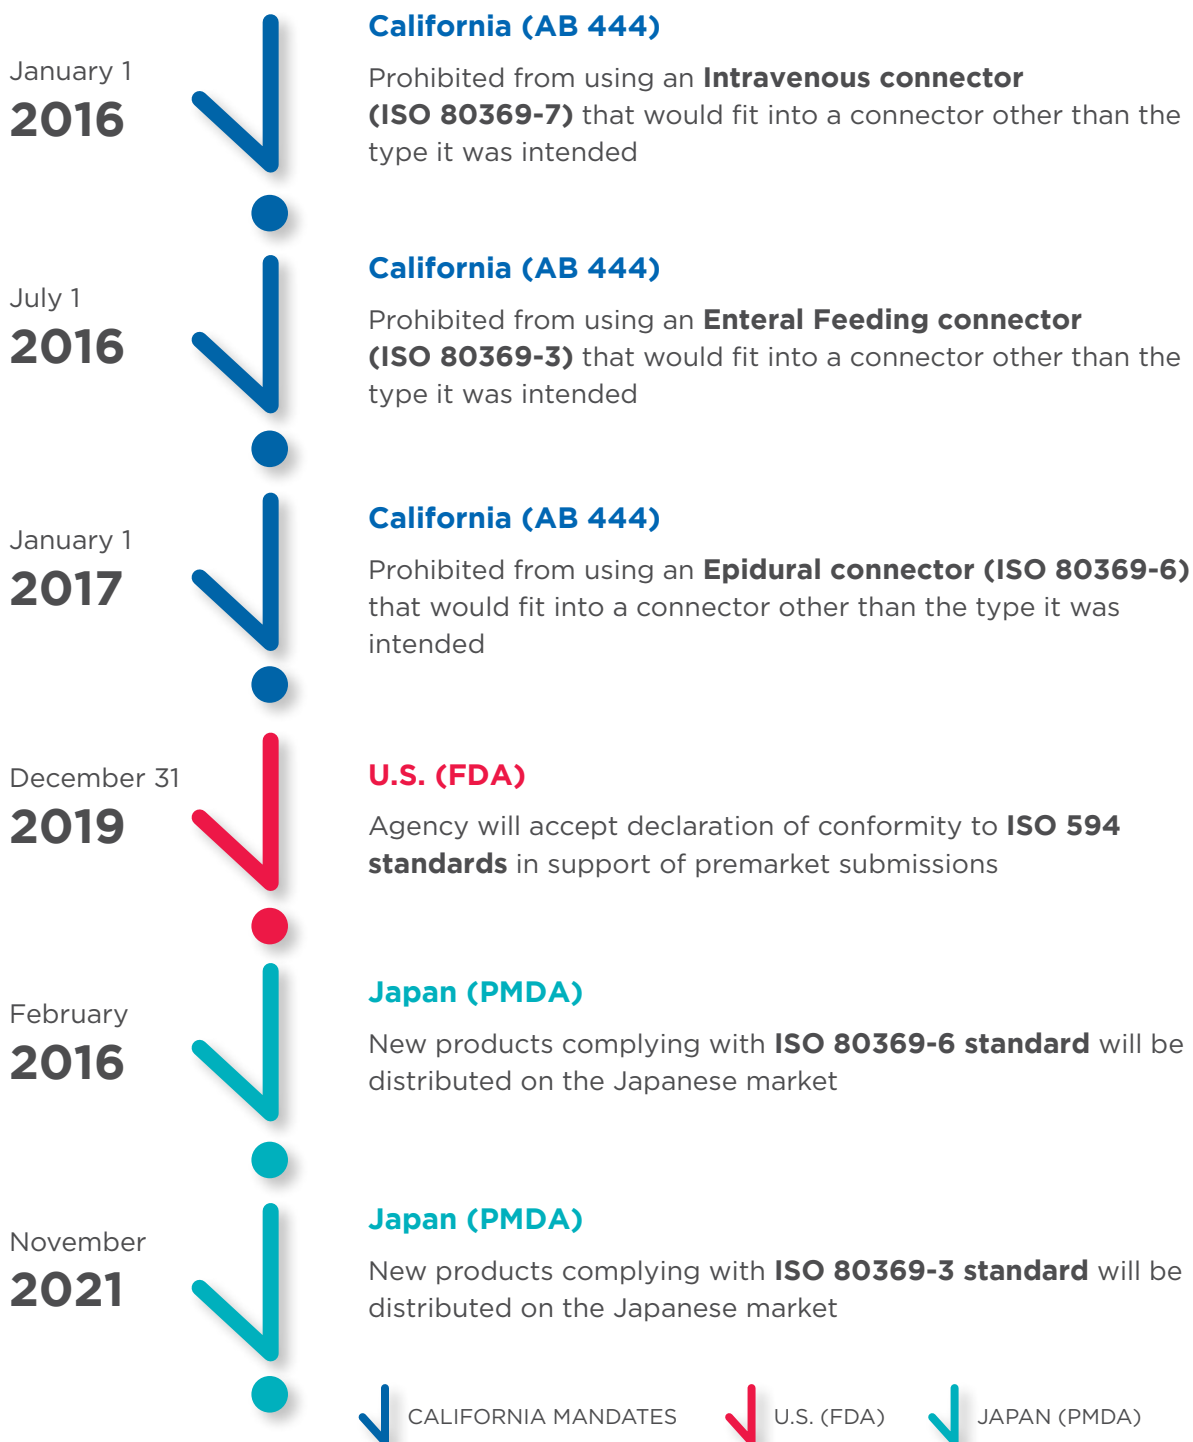 January 1
2016
California (AB 444)
Prohibited from using an Intravenous connector
(ISO 80369-7) that would fit into a connector other than the
type it was intended
July 1
2016
California (AB 444)
Prohibited from using an Enteral Feeding connector
(ISO 80369-3) that would fit into a connector other than the
type it was intended
January 1
2017
California (AB 444)
Prohibited from using an Epidural connector (ISO 80369-6)
that would fit into a connector other than the type it was
intended
December 31
2019
U.S. (FDA)
Agency will accept declaration of conformity to ISO 594
standards in support of premarket submissions
February
2016
Japan (PMDA)
New products complying with ISO 80369-6 standard will be
distributed on the Japanese market
November
2021
Japan (PMDA)
New products complying with ISO 80369-3 standard will be
distributed on the Japanese market
CALIFORNIA MANDATES
U.S. (FDA)
JAPAN (PMDA)